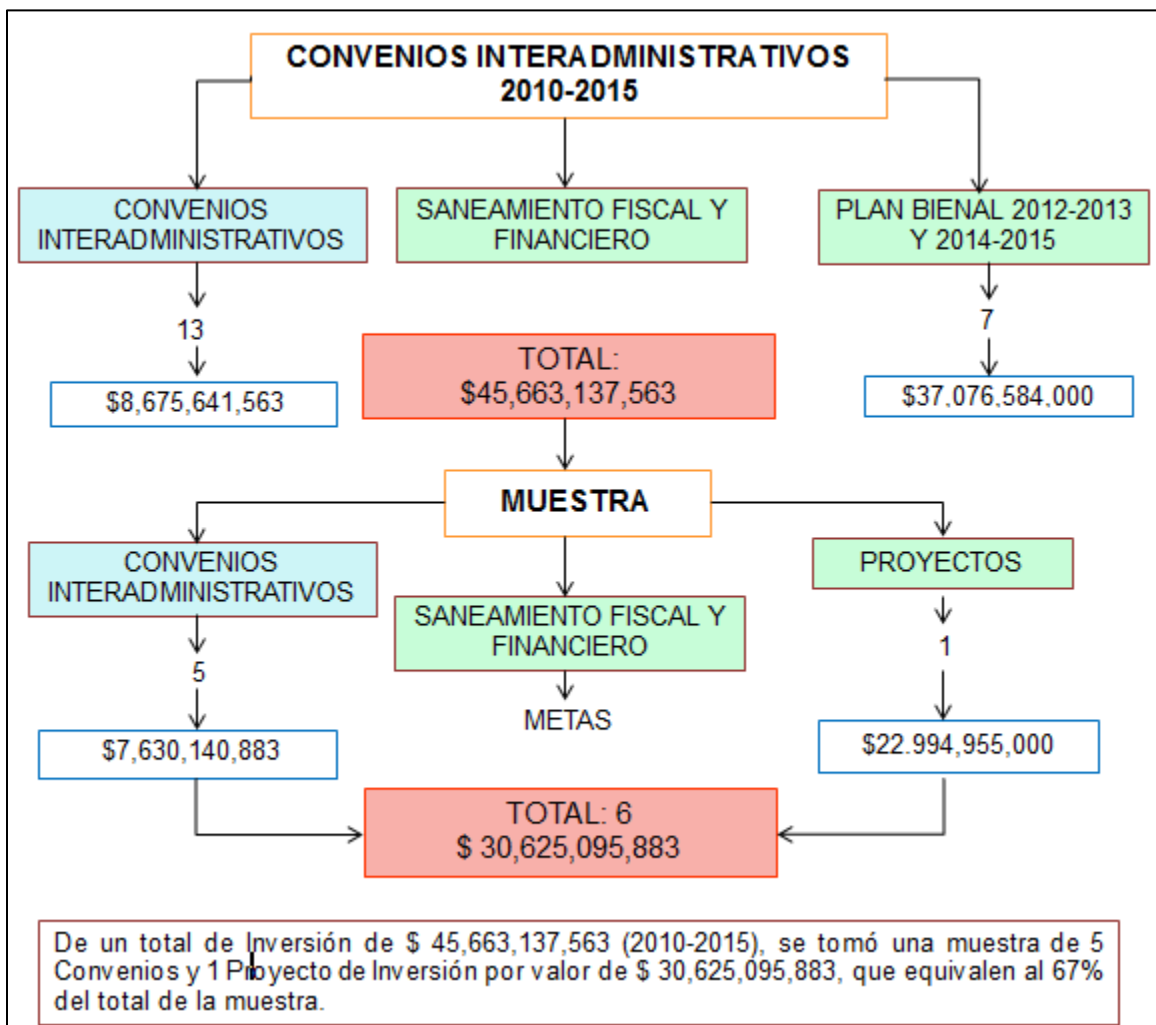 CONVENIOS INTERADMINISTRATIVOS
2010-2015
CONVENIOS
INTERADMINISTRATIVOS
SANEAMIENTO FISCAL Y
FINANCIERO
PLAN BIENAL 2012-2013
Y 2014-2015
13
7
$8,675,641,563
TOTAL:
$45,663,137,563
$37,076,584,000
MUESTRA
CONVENIOS
INTERADMINISTRATIVOS
SANEAMIENTO FISCAL Y
FINANCIERO
PROYECTOS
5
METAS
1
$7,630,140,883
$22.994,955,000
TOTAL: 6
$ 30,625,095,883
De un total de Inversión de $ 45,663,137,563 (2010-2015), se tomó una muestra de 5
Convenios y 1 Proyecto de Inversión por valor de $ 30,625,095,883, que equivalen al 67%
del total de la muestra.